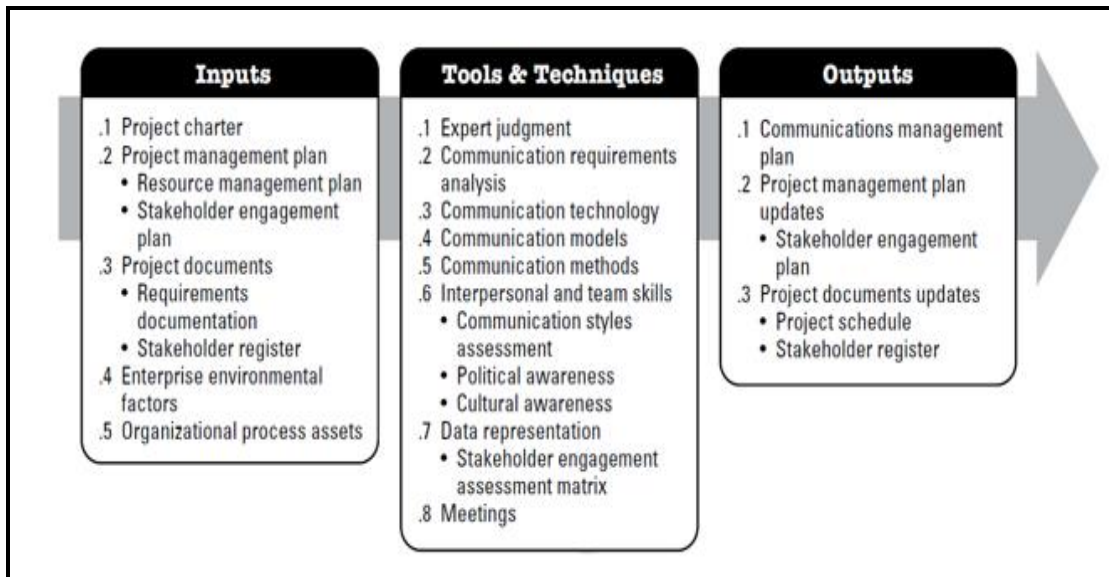 Inputs
.1 Project charter
.2 Project management plan
• Resource management plan
• Stakeholder engagement
plan
.3 Project documents
• Requirements
documentation
• Stakeholder register
.4 Enterprise environmental
factors
.5 Organizational process assets
Tools & Techniques
.1 Expert judgment
.2 Communication requirements
analysis
.3 Communication technology
.4 Communication models
.5 Communication methods
.6 Interpersonal and team skills
• Communication styles
assessment
• Political awareness
• Cultural awareness
.7 Data representation
• Stakeholder engagement
assessment matrix
.8 Meetings
Outputs
.1 Communications management
plan
.2 Project management plan
updates
• Stakeholder engagement
plan
.3 Project documents updates
• Project schedule
• Stakeholder register